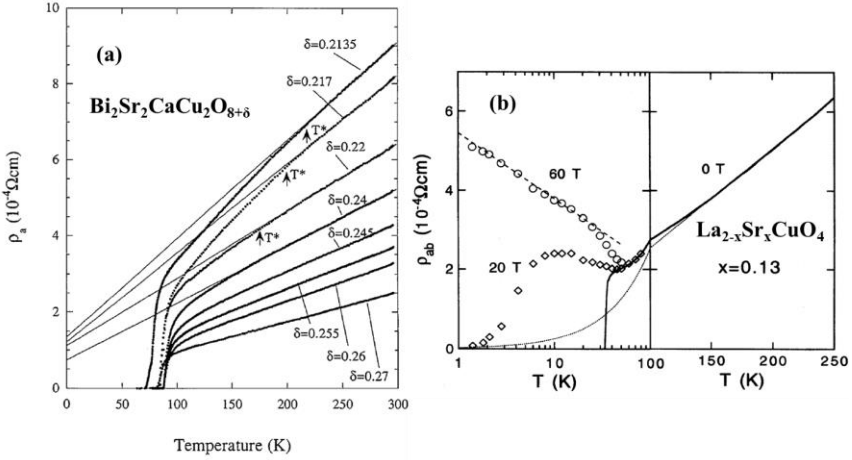 (a)
Bi₂Sr₂CaCu₂O₈₊δ
ρₐ (10⁻⁴Ωcm)
10
8
6
4
2
0
δ=0.2135
δ=0.217
T*
δ=0.22
T*
δ=0.24
T*
δ=0.245
δ=0.255
δ=0.26
δ=0.27
0 50 100 150 200 250 300
Temperature (K)
(b)
ρab (10⁻⁴Ωcm)
6
4
2
0
60 T
20 T
0 T
La₂₋ₓSrₓCuO₄
x=0.13
1 10 100 150 200 250
T (K) T (K)